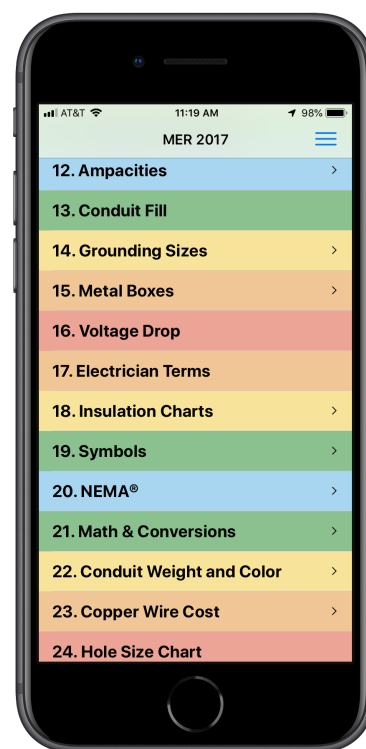 AT&T 11:19 AM 98%
MER 2017
12. Ampacities
13. Conduit Fill
14. Grounding Sizes
15. Metal Boxes
16. Voltage Drop
17. Electrician Terms
18. Insulation Charts
19. Symbols
20. NEMA®
21. Math & Conversions
22. Conduit Weight and Color
23. Copper Wire Cost
24. Hole Size Chart